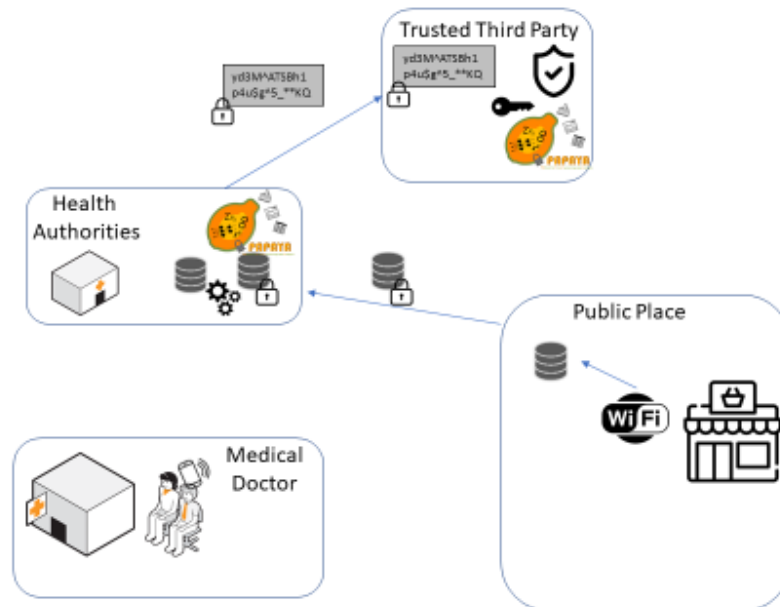 Trusted Third Party
yd3M^ATSBh1
p4u$g^5_**KQ
yd3M^ATSBh1
p4u$g^5_**KQ
PAPAYA
Health
Authorities
PAPAYA
Public Place
WiFi
Medical
Doctor